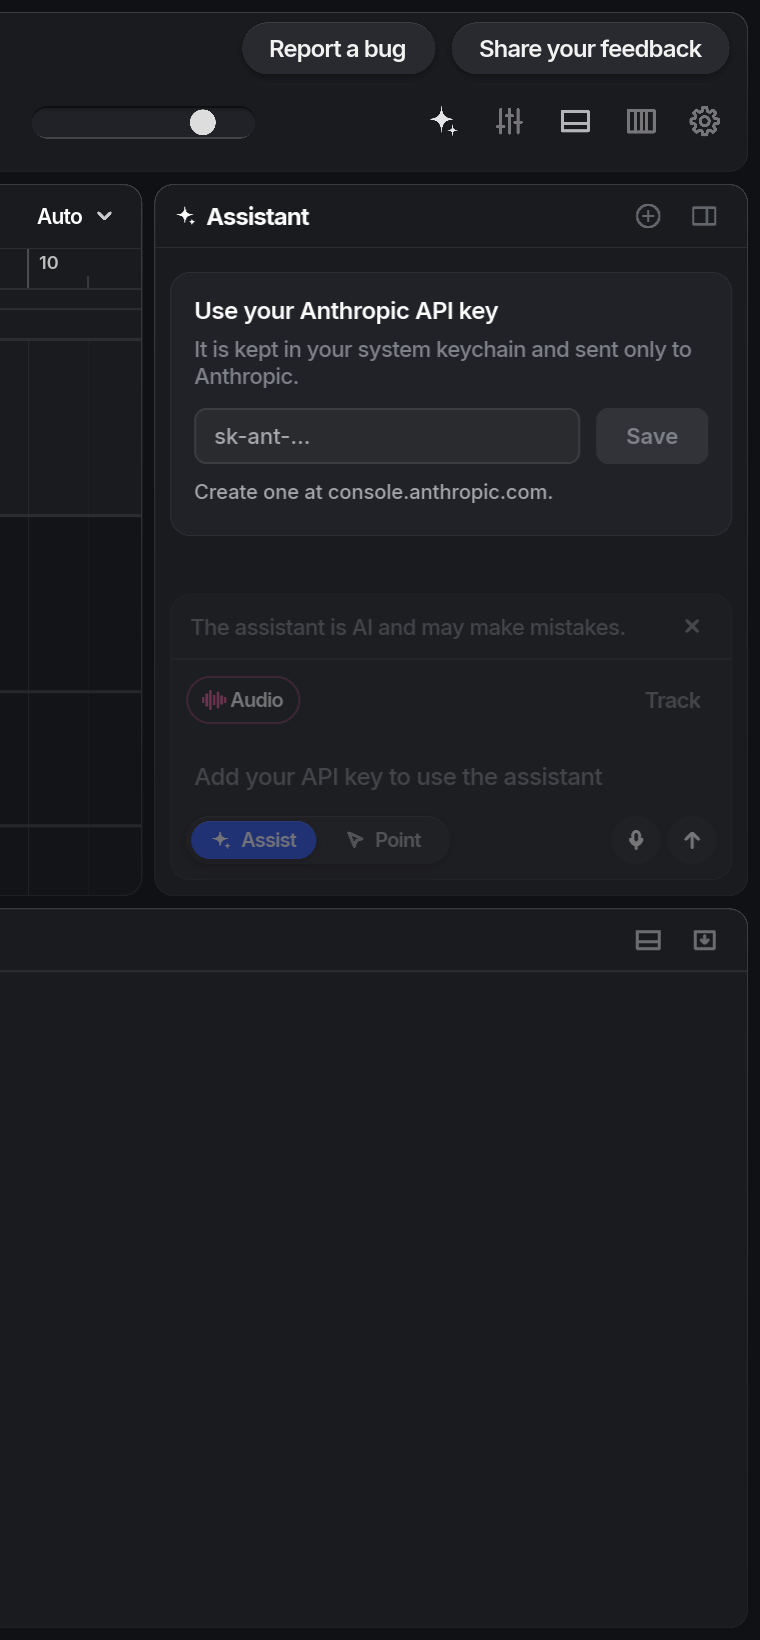 Report a bug
Share your feedback
Auto
10
Assistant
Use your Anthropic API key
It is kept in your system keychain and sent only to
Anthropic.
sk-ant-...
Save
Create one at console.anthropic.com.
The assistant is AI and may make mistakes.
Audio
Track
Add your API key to use the assistant
Assist
Point